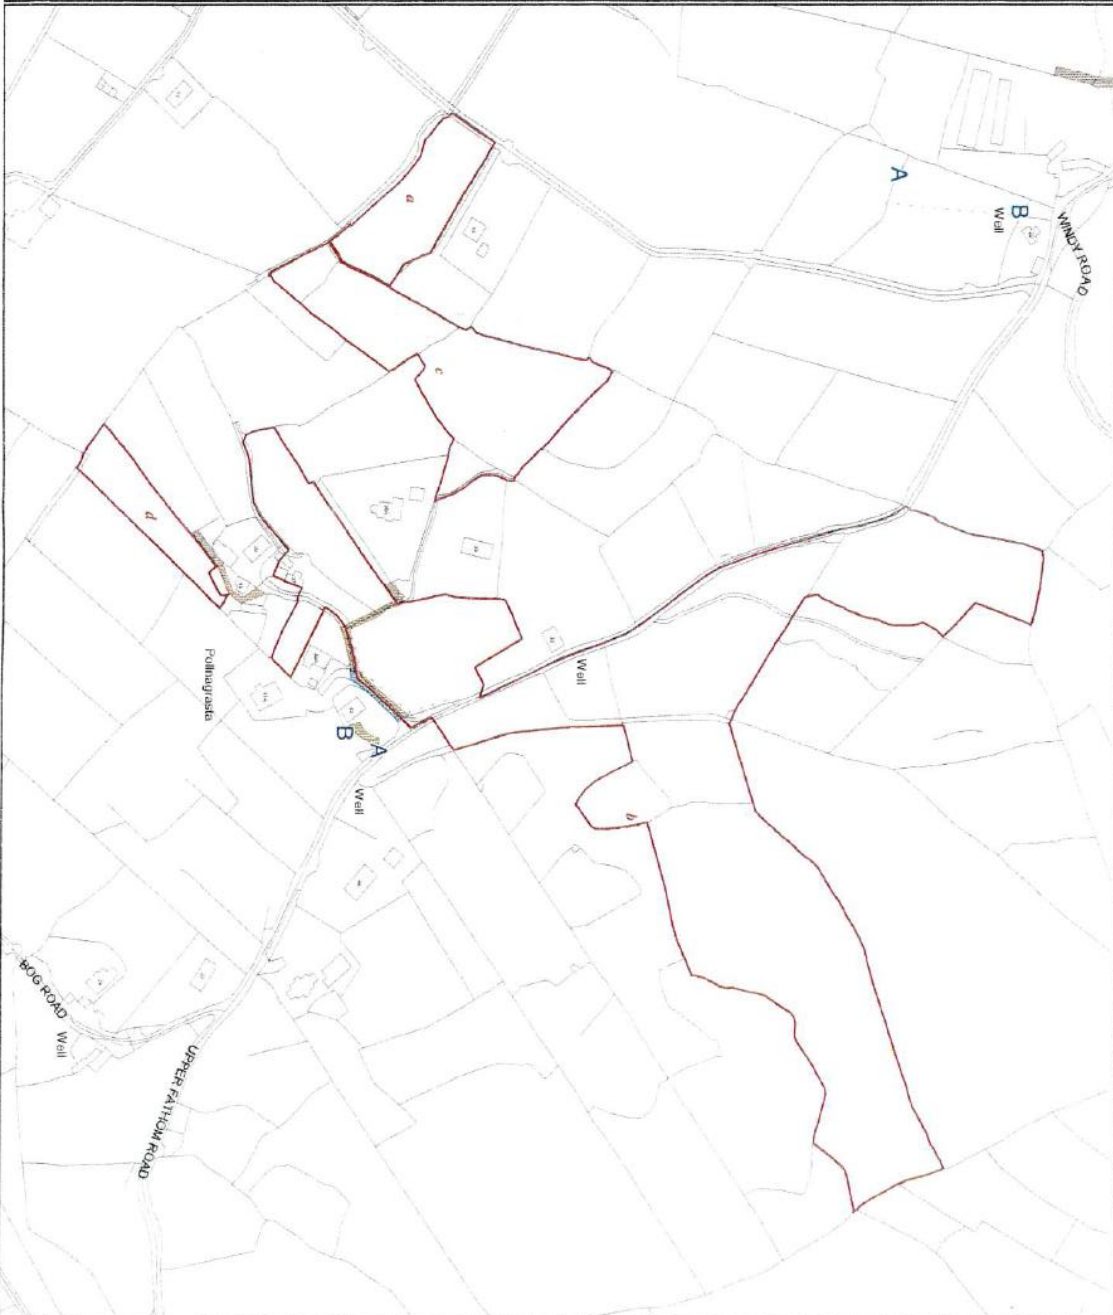 A
B
Well
WINDY ROAD
a
c
d
Well
Pollnagrasta
B
A
Well
b
BOG ROAD
Well
UPPER FATHOM ROAD